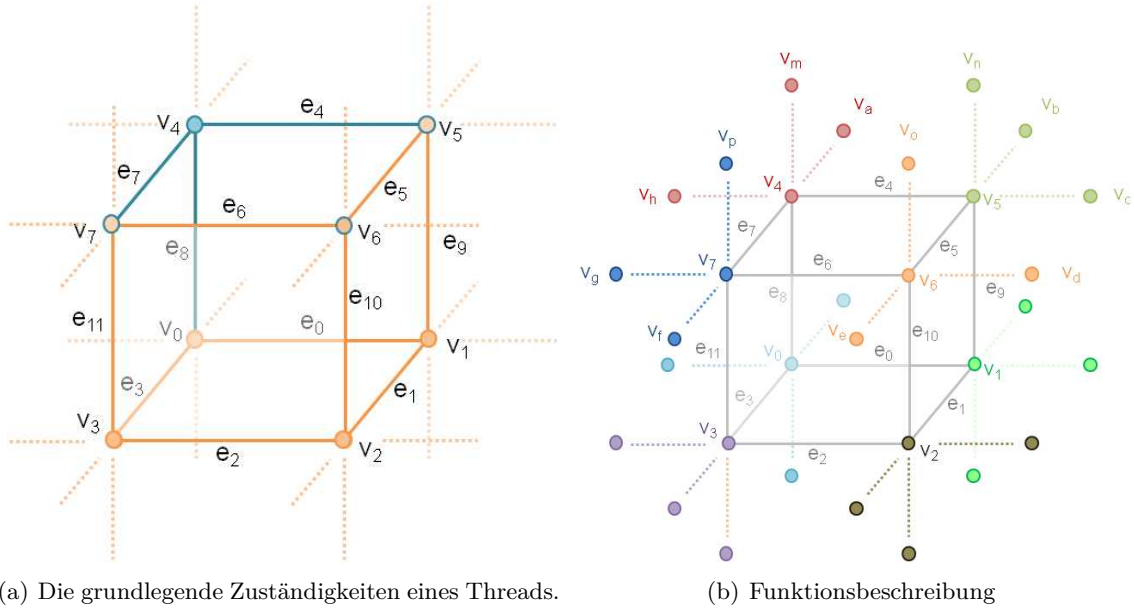 e4
v4
v5
e7
e5
e6
v7
v6
e8
e9
e10
e11
v0
e0
v1
e3
e1
v3
v2
e2
(a) Die grundlegende Zuständigkeiten eines Threads.
vm
vn
va
vb
vp
vo
v4
e4
vh
v5
vc
e7
e5
v7
e6
vg
v6
vd
e8
e9
vf
ve
e10
e11
v0
e0
v1
e3
e1
v3
v2
e2
(b) Funktionsbeschreibung